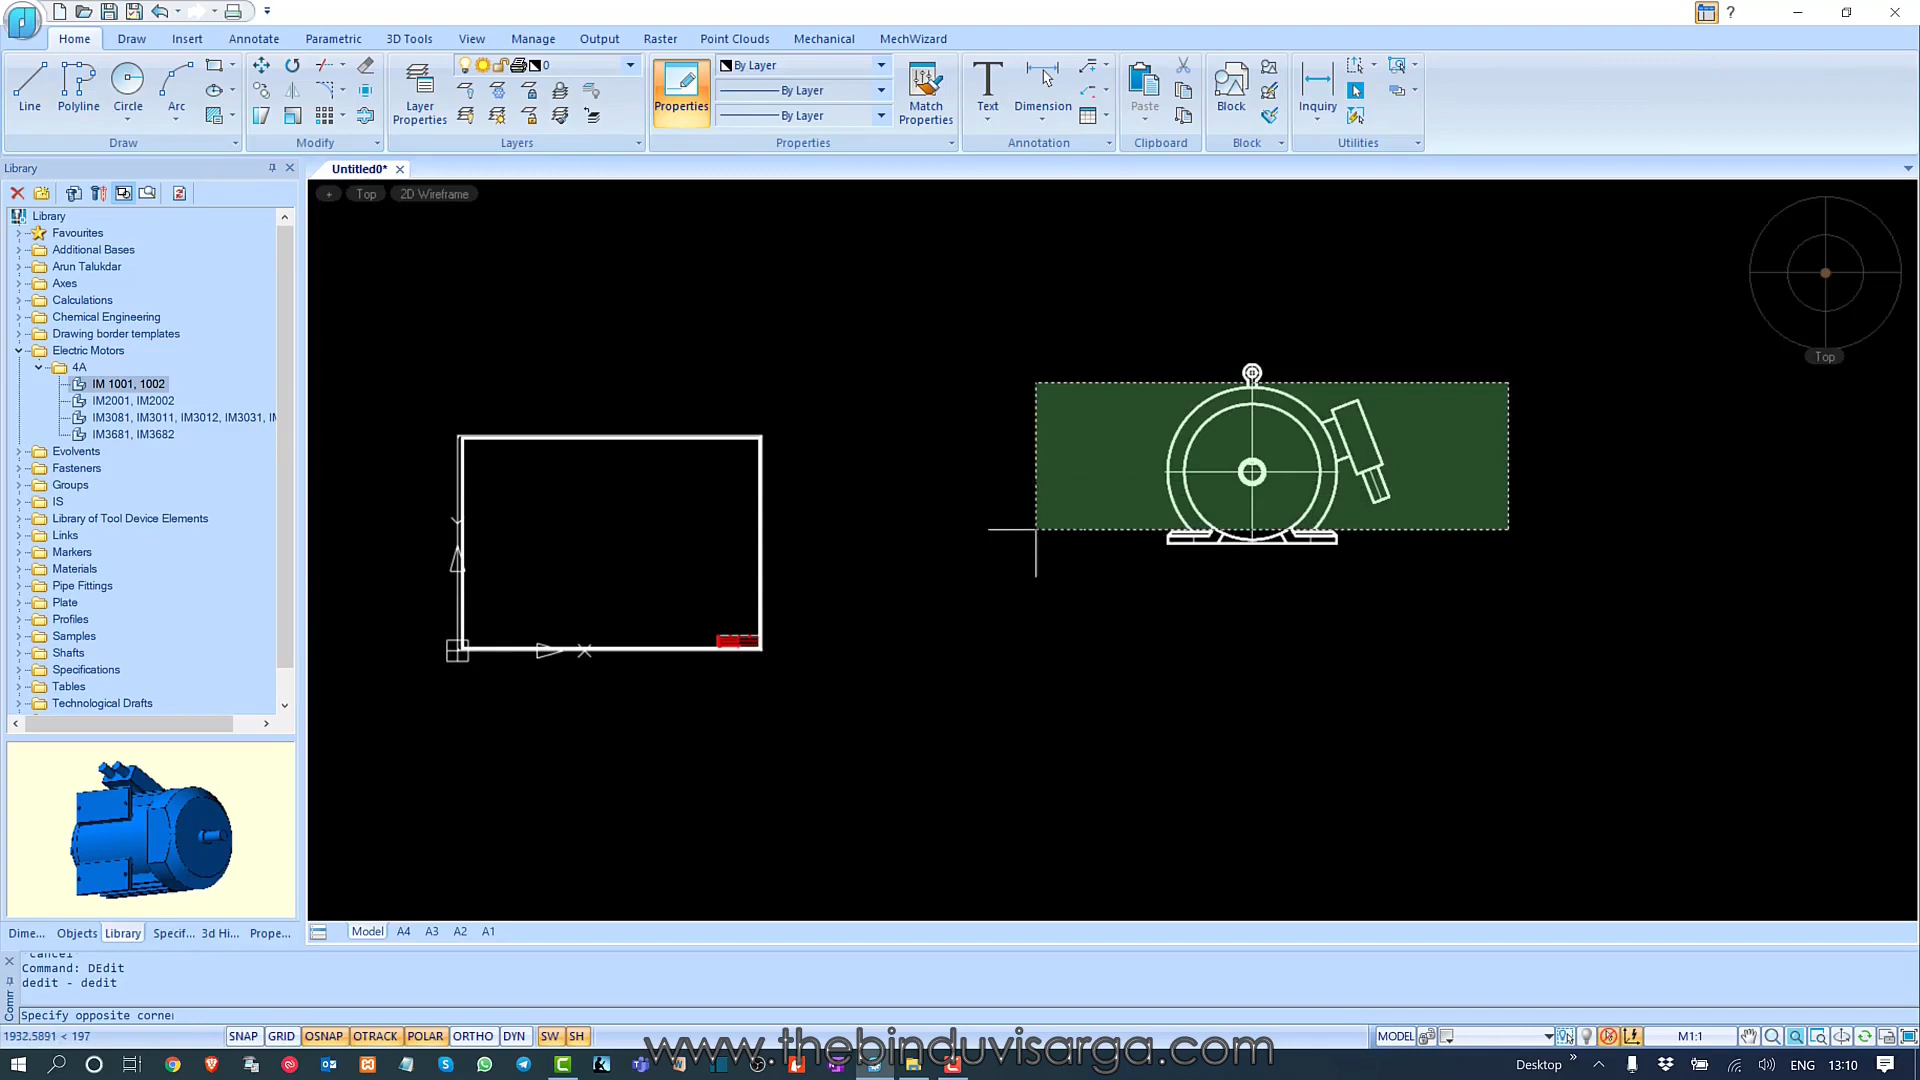 Home Draw Insert Annotate Parametric 3D Tools View Manage Output Raster Point Clouds Mechanical MechWizard
0
By Layer
By Layer
By Layer
Line Polyline Circle Arc
Layer Properties
Properties
Match Properties
Text Dimension
Paste
Block
Inquiry
Draw Modify Layers Properties Annotation Clipboard Block Utilities
Library
Untitled0*
+ Top 2D Wireframe
Library
Favourites
Additional Bases
Arun Talukdar
Axes
Calculations
Chemical Engineering
Drawing border templates
Electric Motors
4A
IM 1001, 1002
IM2001, IM2002
IM3081, IM3011, IM3012, IM3031, I
IM3681, IM3682
Evolvents
Fasteners
Groups
IS
Library of Tool Device Elements
Links
Markers
Materials
Pipe Fittings
Plate
Profiles
Samples
Shafts
Specifications
Tables
Technological Drafts
Top
Dime... Objects Library Specif... 3d Hi... Prope...
Model A4 A3 A2 A1
*cancel*
Command: DEdit
dedit - dedit
Specify opposite corne
1932.5891 < 197
SNAP GRID OSNAP OTRACK POLAR ORTHO DYN SW SH
MODEL
M1:1
www.thebinduvisarga.com
Desktop
ENG
13:10